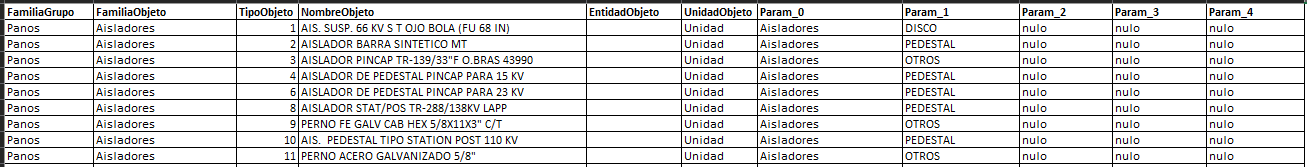 FamiliaGrupo FamiliaObjeto TipoObjeto NombreObjeto EntidadObjeto UnidadObjeto Param_0 Param_1 Param_2 Param_3 Param_4
Panos Aisladores 1 AIS. SUSP. 66 KV S T OJO BOLA (FU 68 IN) Unidad Aisladores DISCO nulo nulo nulo
Panos Aisladores 2 AISLADOR BARRA SINTETICO MT Unidad Aisladores PEDESTAL nulo nulo nulo
Panos Aisladores 3 AISLADOR PINCAP TR-139/33"F O.BRAS 43990 Unidad Aisladores OTROS nulo nulo nulo
Panos Aisladores 4 AISLADOR DE PEDESTAL PINCAP PARA 15 KV Unidad Aisladores PEDESTAL nulo nulo nulo
Panos Aisladores 6 AISLADOR DE PEDESTAL PINCAP PARA 23 KV Unidad Aisladores PEDESTAL nulo nulo nulo
Panos Aisladores 8 AISLADOR STAT/POS TR-288/138KV LAPP Unidad Aisladores PEDESTAL nulo nulo nulo
Panos Aisladores 9 PERNO FE GALV CAB HEX 5/8X11X3" C/T Unidad Aisladores OTROS nulo nulo nulo
Panos Aisladores 10 AIS. PEDESTAL TIPO STATION POST 110 KV Unidad Aisladores PEDESTAL nulo nulo nulo
Panos Aisladores 11 PERNO ACERO GALVANIZADO 5/8" Unidad Aisladores OTROS nulo nulo nulo